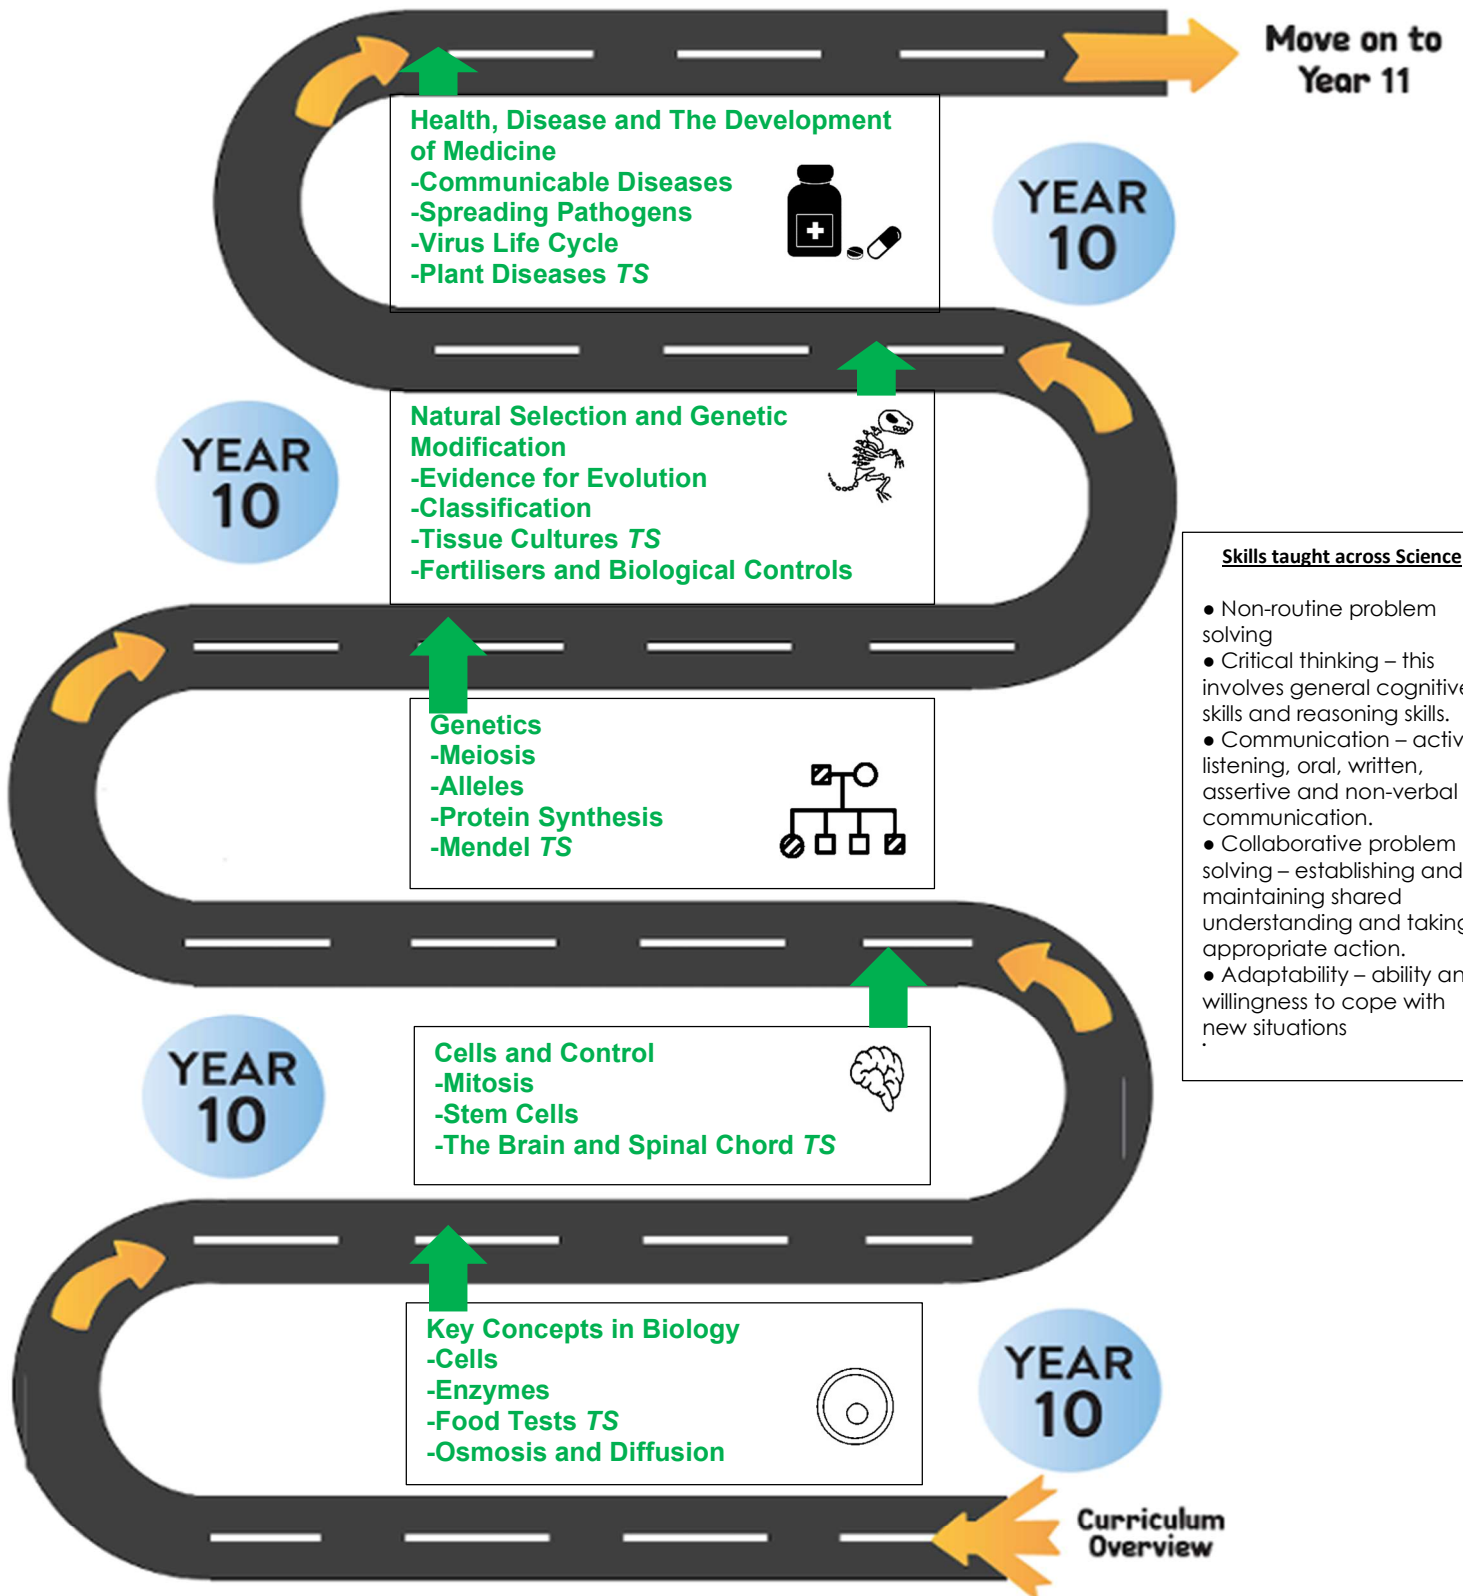 Move on to
Year 11
Health, Disease and The Development
of Medicine
-Communicable Diseases
-Spreading Pathogens
-Virus Life Cycle
-Plant Diseases TS
YEAR
10
Natural Selection and Genetic
Modification
-Evidence for Evolution
-Classification
-Tissue Cultures TS
-Fertilisers and Biological Controls
YEAR
10
Skills taught across Science
● Non-routine problem
solving
● Critical thinking – this
involves general cognitive
skills and reasoning skills.
● Communication – activ
listening, oral, written,
assertive and non-verbal
communication.
● Collaborative problem
solving – establishing and
maintaining shared
understanding and taking
appropriate action.
● Adaptability – ability an
willingness to cope with
new situations
.
Genetics
-Meiosis
-Alleles
-Protein Synthesis
-Mendel TS
Cells and Control
-Mitosis
-Stem Cells
-The Brain and Spinal Chord TS
YEAR
10
Key Concepts in Biology
-Cells
-Enzymes
-Food Tests TS
-Osmosis and Diffusion
YEAR
10
Curriculum
Overview